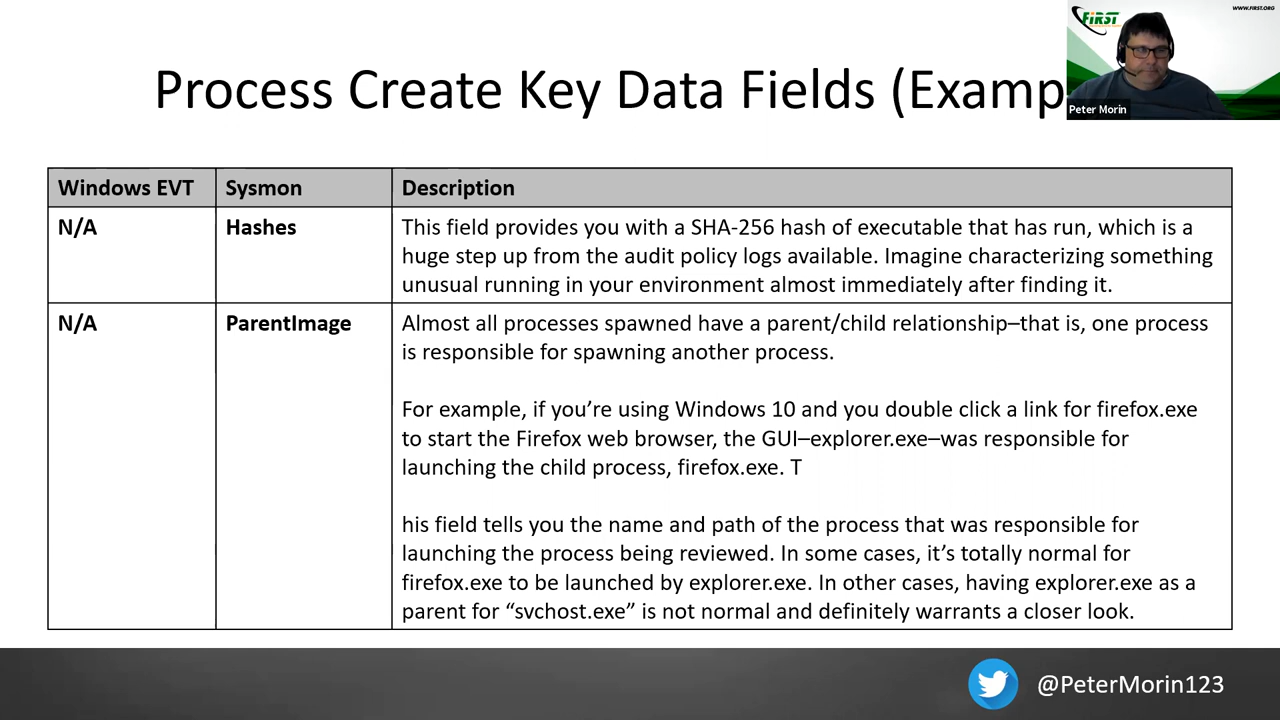 WWW.FIRST.ORG
FiRST
Process Create Key Data Fields (Examp
Peter Morin
Windows EVT
Sysmon
Description
N/A
Hashes
This field provides you with a SHA-256 hash of executable that has run, which is a
huge step up from the audit policy logs available. Imagine characterizing something
unusual running in your environment almost immediately after finding it.
N/A
ParentImage
Almost all processes spawned have a parent/child relationship–that is, one process
is responsible for spawning another process.
For example, if you’re using Windows 10 and you double click a link for firefox.exe
to start the Firefox web browser, the GUI–explorer.exe–was responsible for
launching the child process, firefox.exe. T
his field tells you the name and path of the process that was responsible for
launching the process being reviewed. In some cases, it’s totally normal for
firefox.exe to be launched by explorer.exe. In other cases, having explorer.exe as a
parent for “svchost.exe” is not normal and definitely warrants a closer look.
@PeterMorin123